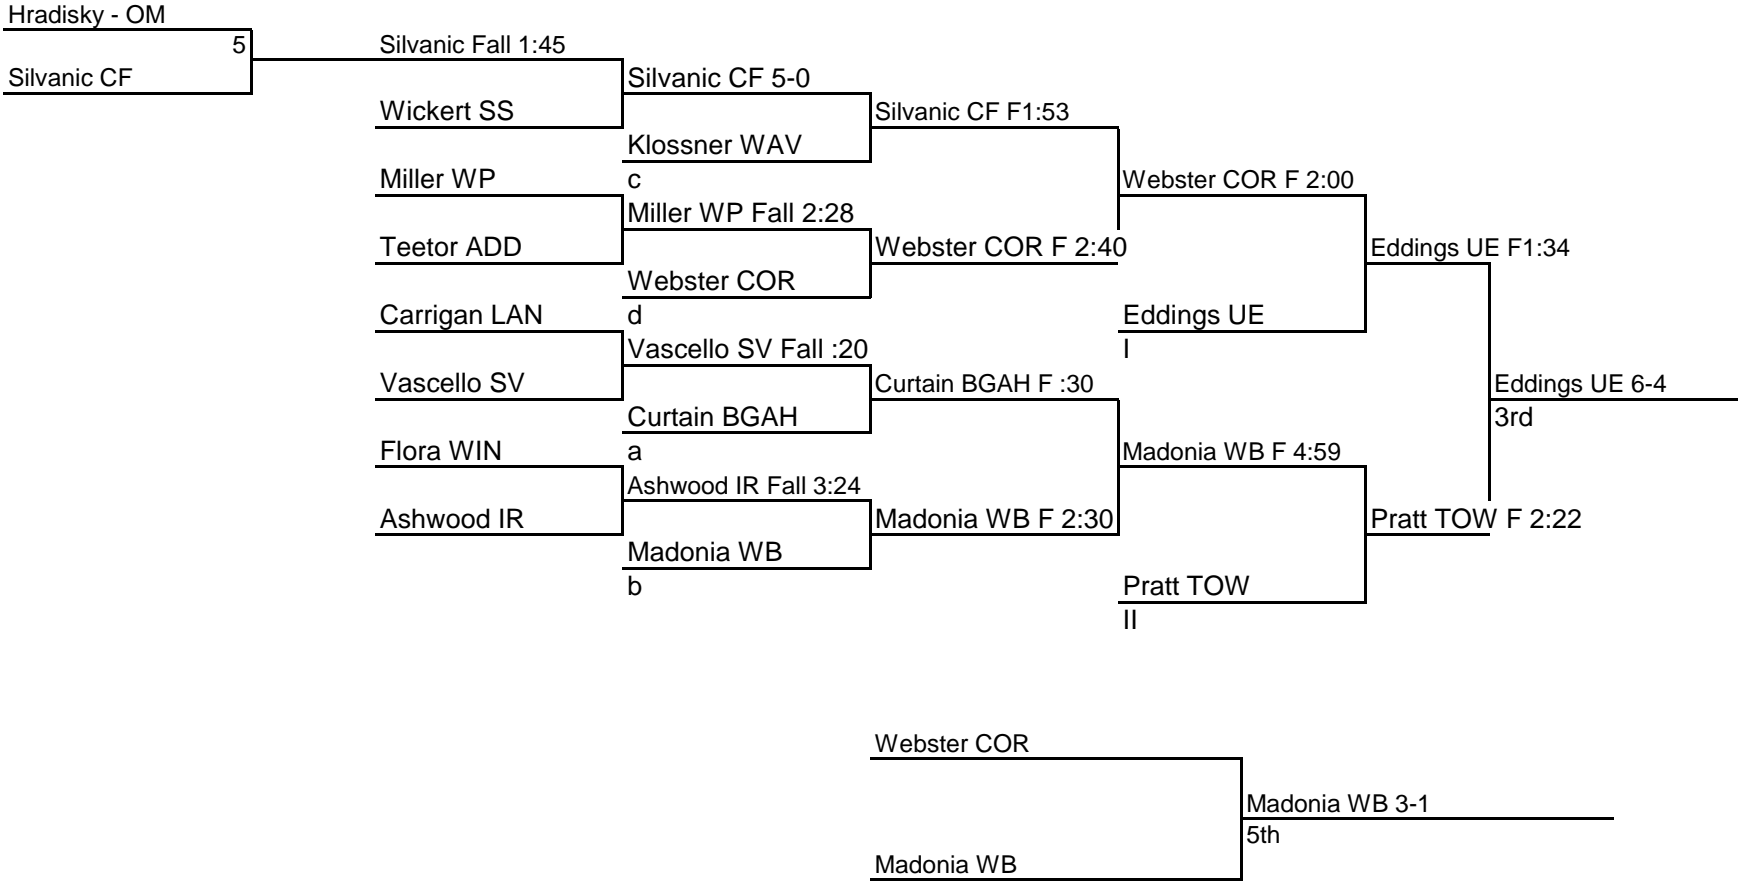 Hradisky - OM
5
Silvanic Fall 1:45
Silvanic CF
Silvanic CF 5-0
Wickert SS
Silvanic CF F1:53
Klossner WAV
Miller WP
c
Webster COR F 2:00
Miller WP Fall 2:28
Teetor ADD
Webster COR F 2:40
Eddings UE F1:34
Webster COR
Carrigan LAN
d
Eddings UE
Vascello SV Fall :20
I
Vascello SV
Curtain BGAH F :30
Eddings UE 6-4
Curtain BGAH
3rd
Flora WIN
a
Madonia WB F 4:59
Ashwood IR Fall 3:24
Ashwood IR
Madonia WB F 2:30
Pratt TOW F 2:22
Madonia WB
b
Pratt TOW
II
Webster COR
Madonia WB 3-1
5th
Madonia WB